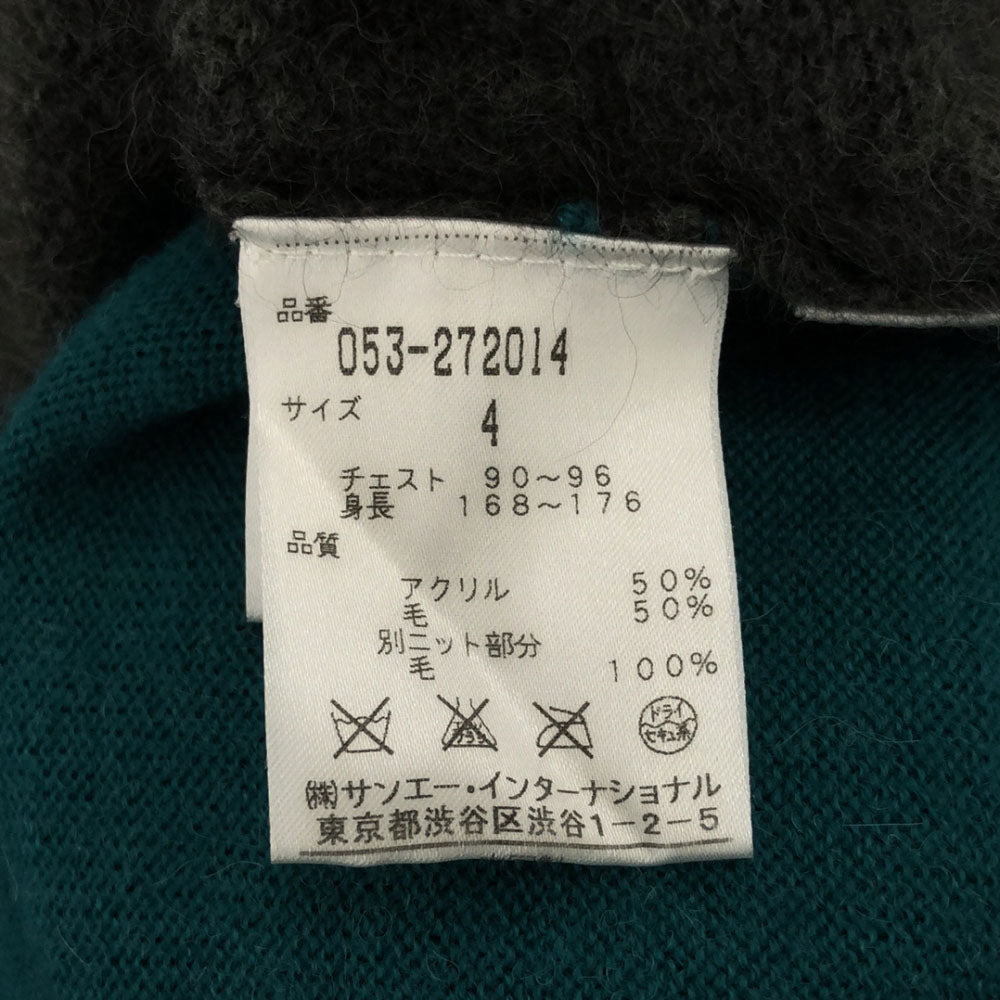 品番
053-272014
サイズ 4
チェスト 90～96
身長 168～176
品質
アクリル 50%
毛 50%
別ニット部分
毛 100%
ドライ
セキユ系
㈱サンエー・インターナショナル
東京都渋谷区渋谷1-2-5